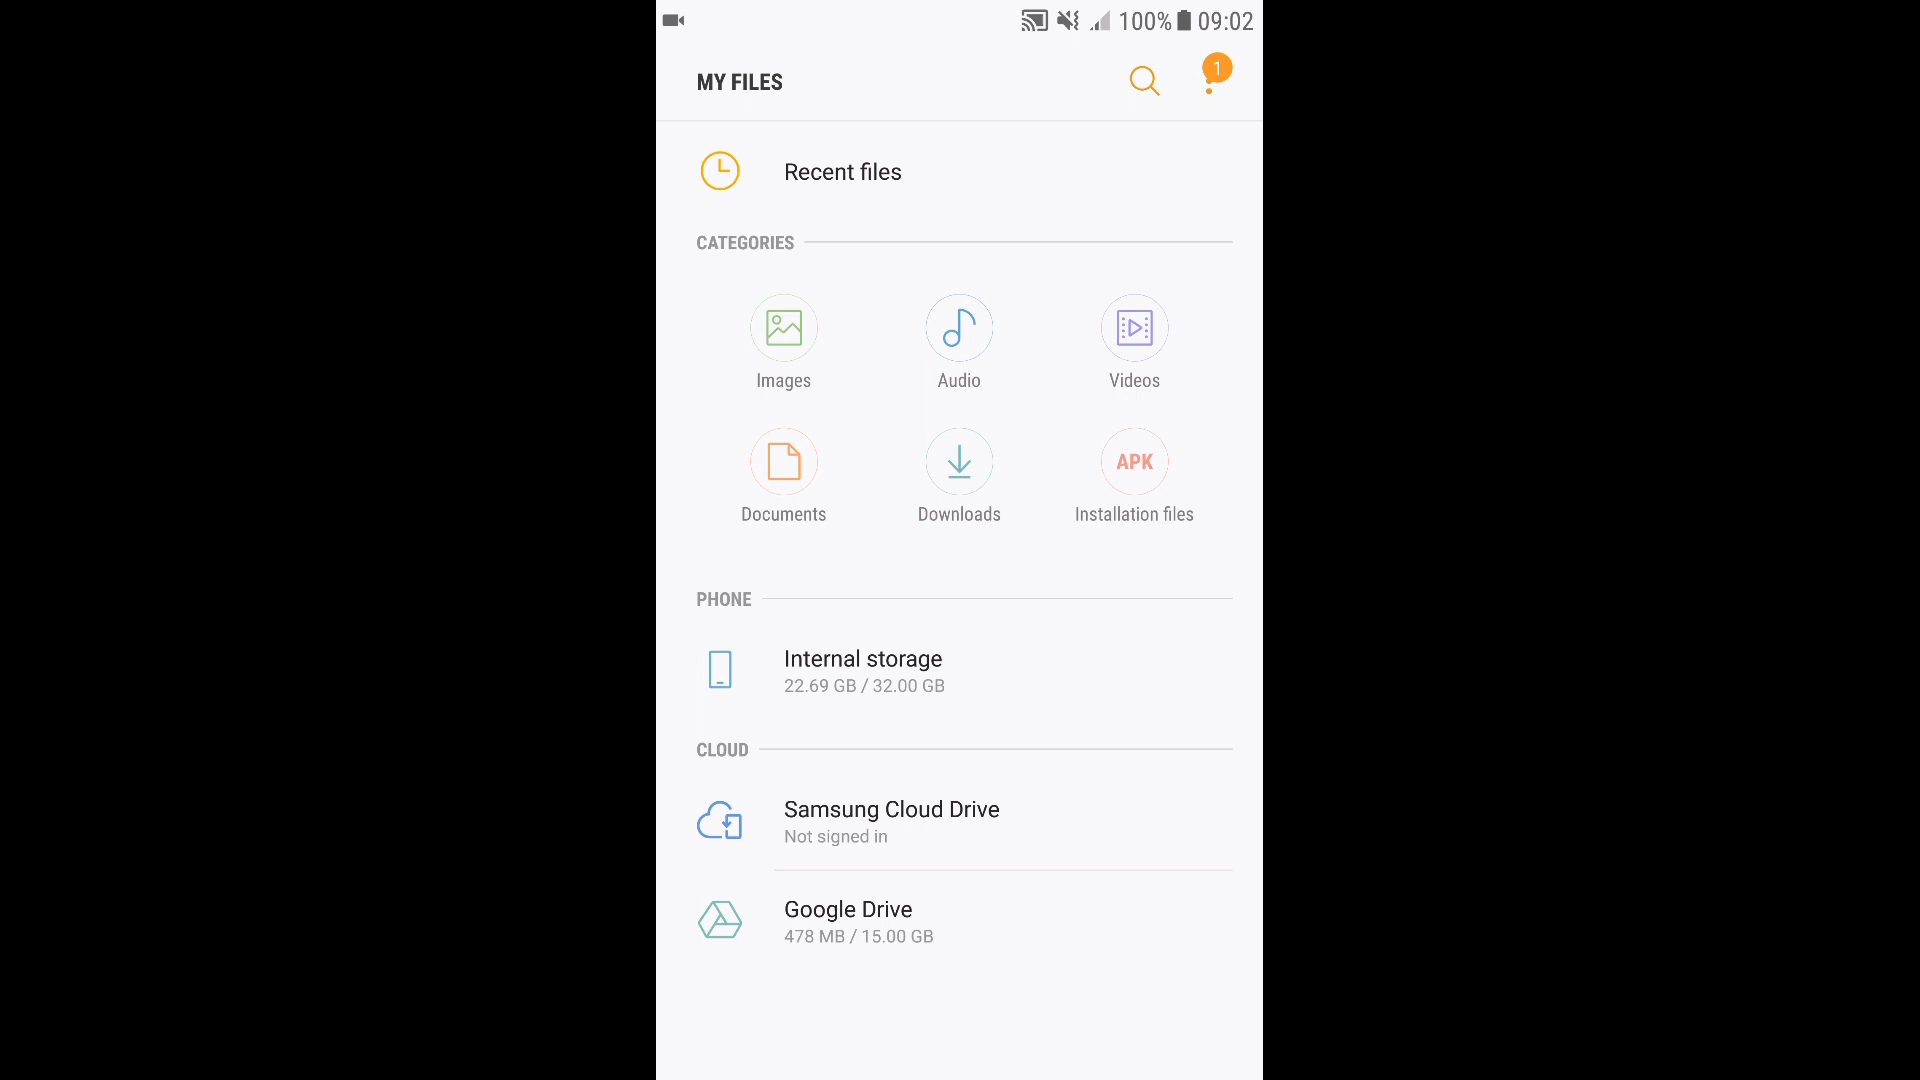 100% 09:02
MY FILES
1
Recent files
CATEGORIES
Images Audio Videos
APK
Documents Downloads Installation files
PHONE
Internal storage
22.69 GB / 32.00 GB
CLOUD
Samsung Cloud Drive
Not signed in
Google Drive
478 MB / 15.00 GB